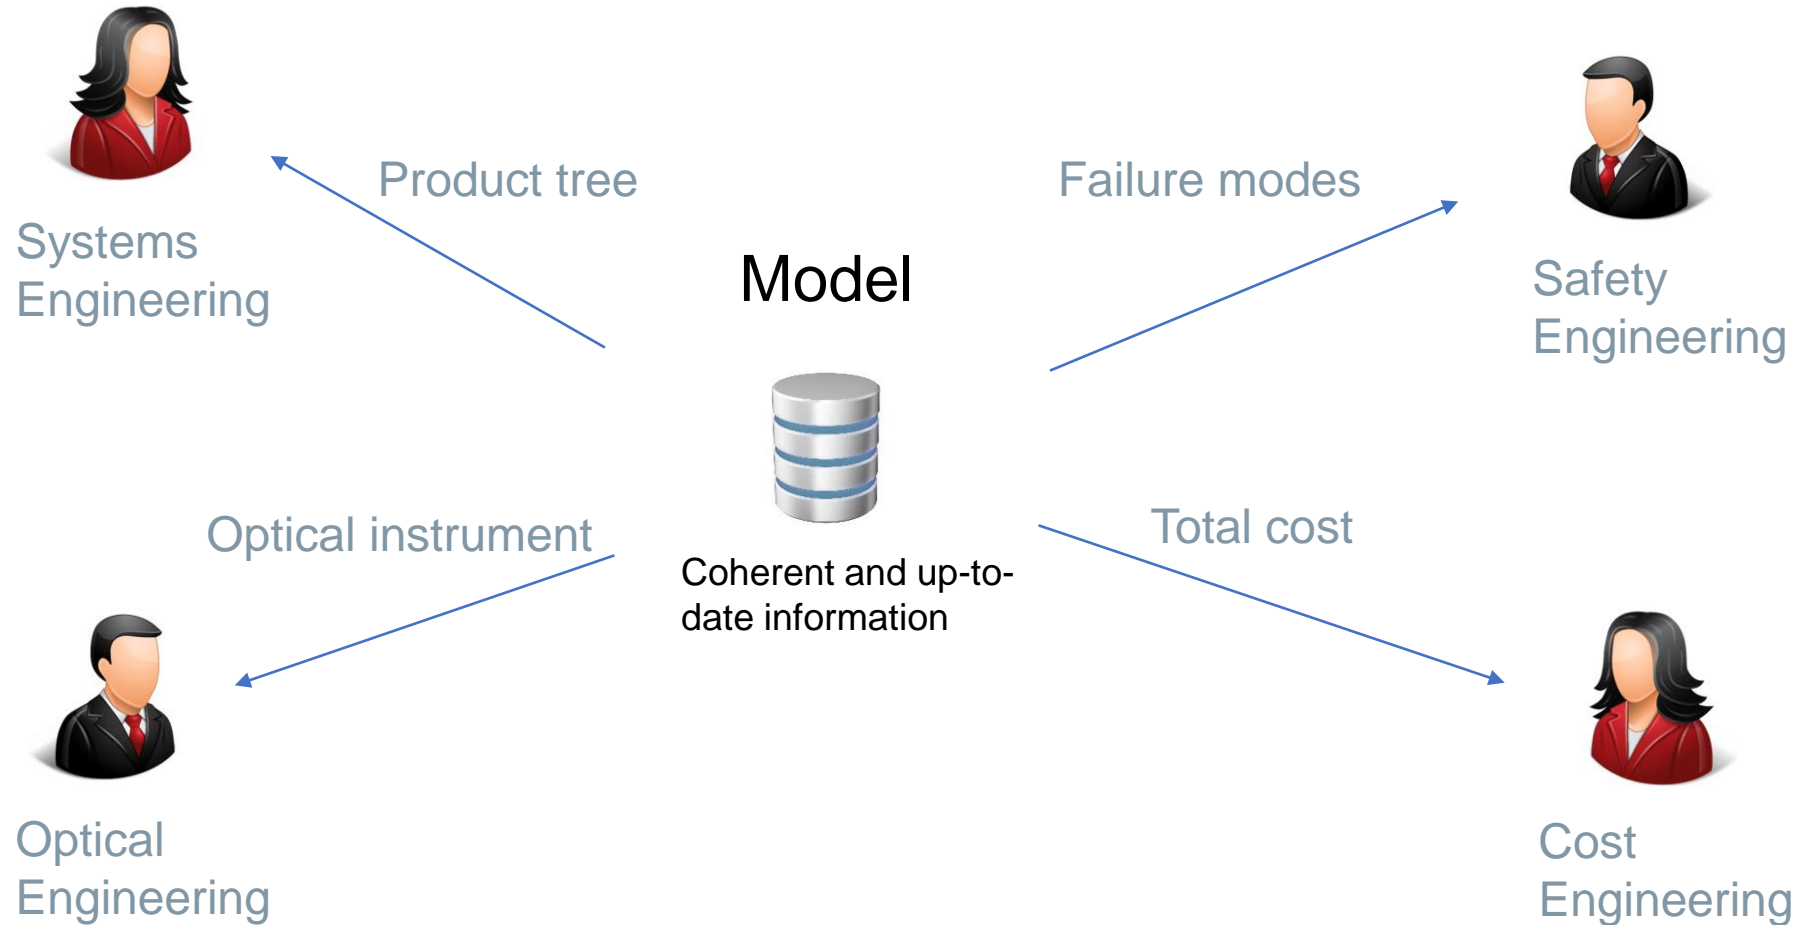 Product tree
Failure modes
Systems
Engineering
Model
Safety
Engineering
Optical instrument
Total cost
Coherent and up-to-
date information
Optical
Engineering
Cost
Engineering